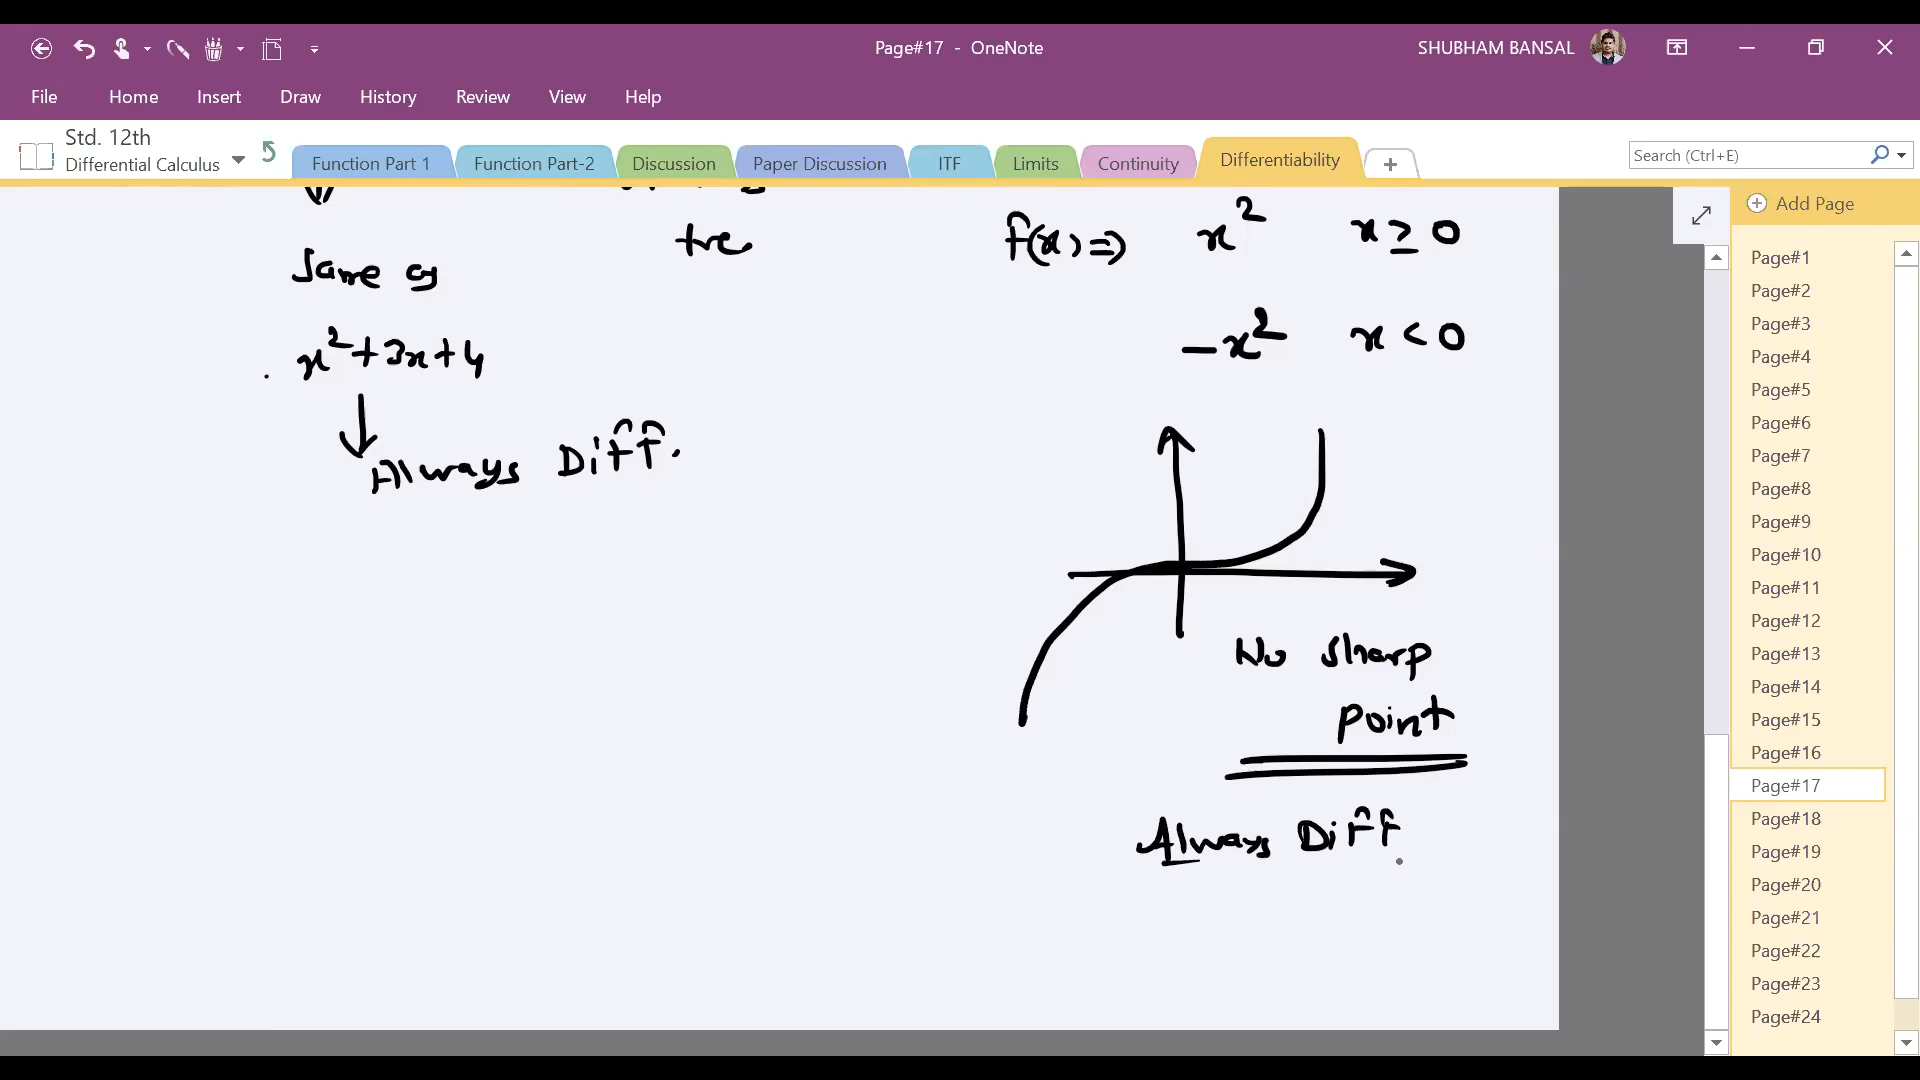 Page#17 - OneNote
SHUBHAM BANSAL
File Home Insert Draw History Review View Help
Std. 12th
Differential Calculus
Function Part 1
Function Part-2
Discussion
Paper Discussion
ITF
Limits
Continuity
Differentiability
Search (Ctrl+E)
Same as
x²+3x+4
Always Diff.
+ve
f(x) ⇒ x² x ≥ 0
-x² x < 0
No sharp
point
Always Diff
Add Page
Page#1
Page#2
Page#3
Page#4
Page#5
Page#6
Page#7
Page#8
Page#9
Page#10
Page#11
Page#12
Page#13
Page#14
Page#15
Page#16
Page#17
Page#18
Page#19
Page#20
Page#21
Page#22
Page#23
Page#24